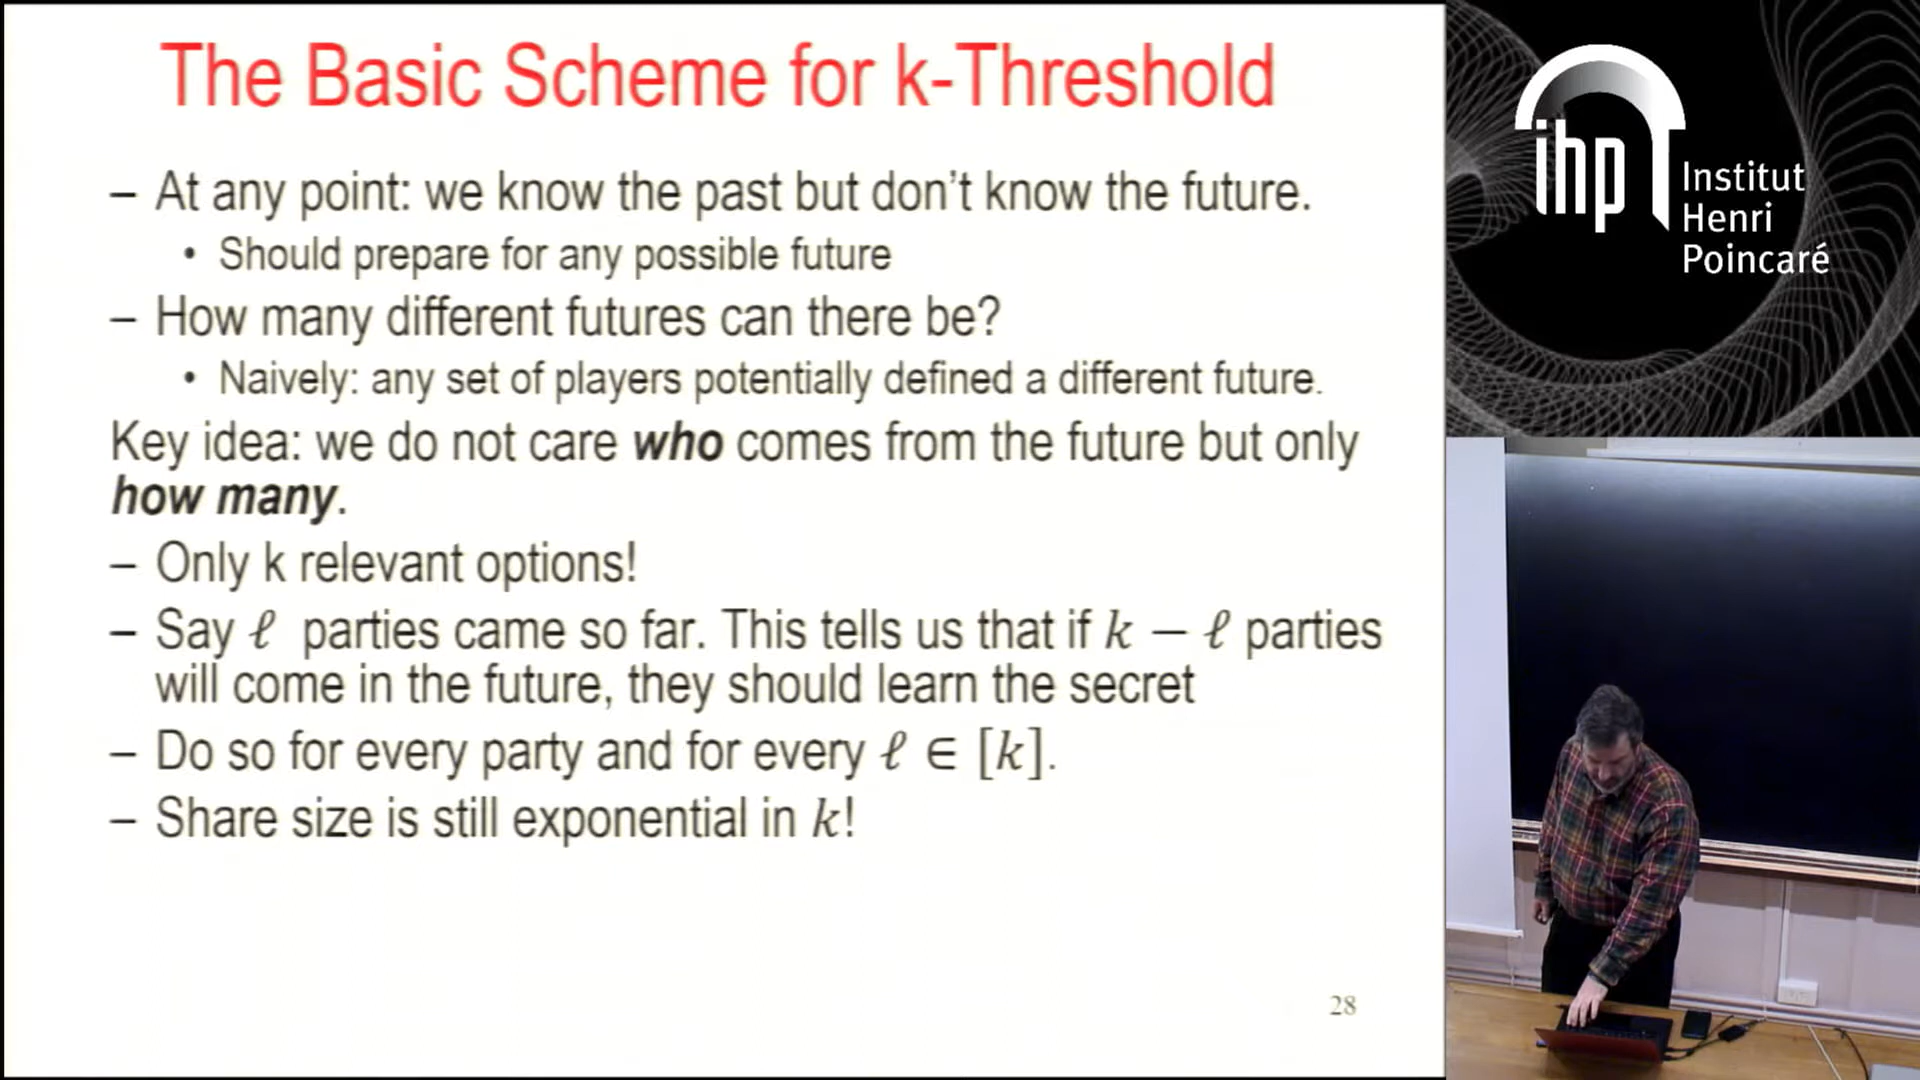 The Basic Scheme for k-Threshold
– At any point: we know the past but don’t know the future.
• Should prepare for any possible future
– How many different futures can there be?
• Naively: any set of players potentially defined a different future.
Key idea: we do not care who comes from the future but only
how many.
– Only k relevant options!
– Say ℓ parties came so far. This tells us that if k − ℓ parties
will come in the future, they should learn the secret
– Do so for every party and for every ℓ ∈ [k].
– Share size is still exponential in k!
28
ihp
Institut
Henri
Poincaré